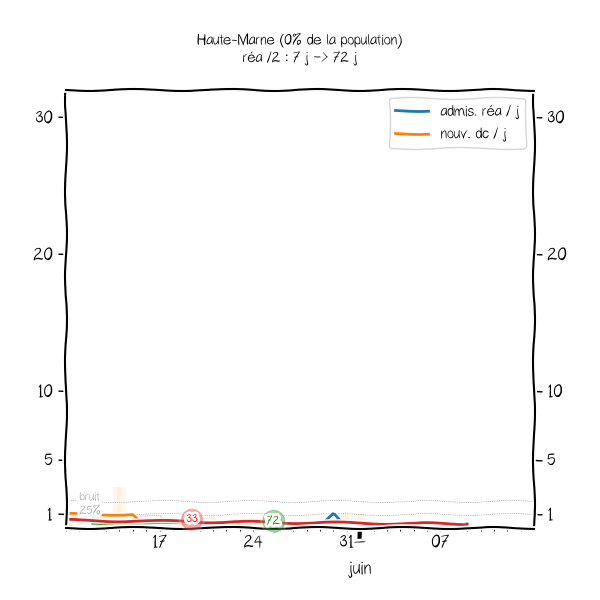 Haute-Marne (0% de la population)
réa /2 : 7 j -> 72 j
admis. réa / j
nouv. dc / j
30
30
20
20
10
10
5
5
bruit
25%
1
1
33
72
17
24
31
07
juin